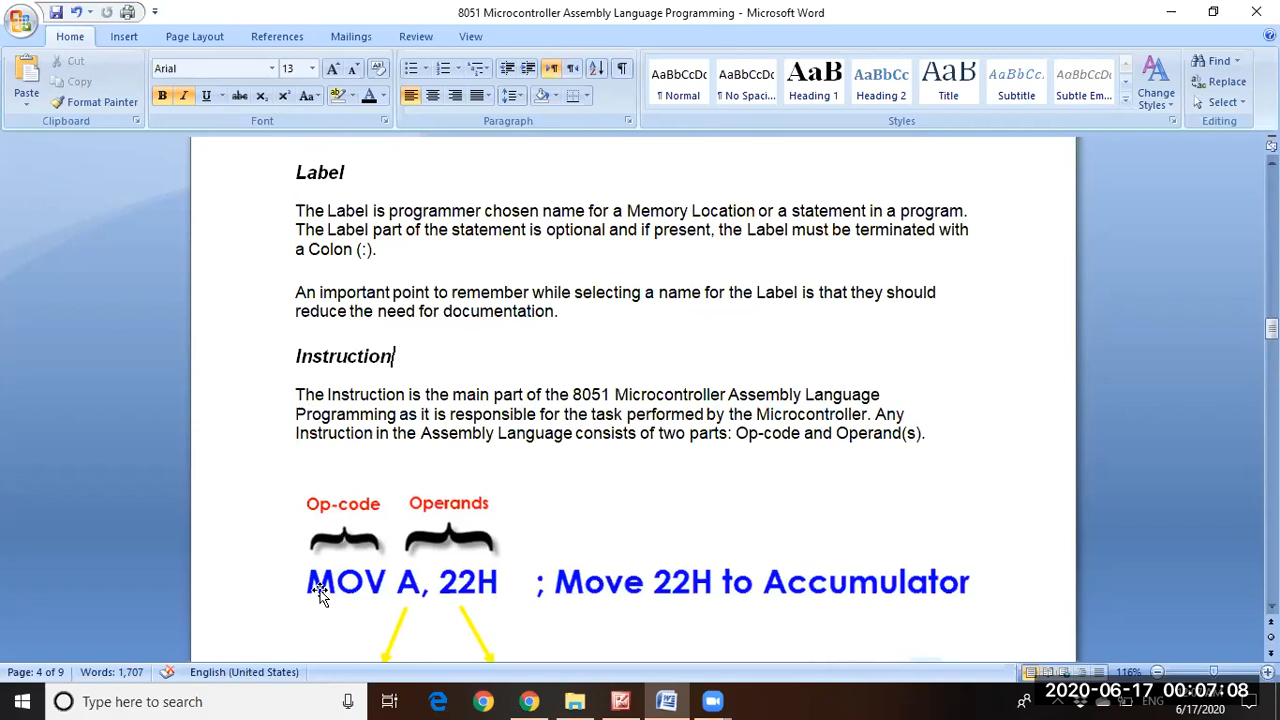 8051 Microcontroller Assembly Language Programming - Microsoft Word
Home Insert Page Layout References Mailings Review View
Cut
Copy
Format Painter
Paste
Clipboard
Arial 13
Font
Paragraph
AaBbCcDc AaBbCcDc AaB AaBbCc AaB AaBbCc AaBbCcDc
¶ Normal ¶ No Spaci... Heading 1 Heading 2 Title Subtitle Subtle Em...
Change Styles
Styles
Find
Replace
Select
Editing
Label
The Label is programmer chosen name for a Memory Location or a statement in a program.
The Label part of the statement is optional and if present, the Label must be terminated with
a Colon (:).
An important point to remember while selecting a name for the Label is that they should
reduce the need for documentation.
Instruction
The Instruction is the main part of the 8051 Microcontroller Assembly Language
Programming as it is responsible for the task performed by the Microcontroller. Any
Instruction in the Assembly Language consists of two parts: Op-code and Operand(s).
Op-code Operands
MOV A, 22H ; Move 22H to Accumulator
Page: 4 of 9 Words: 1,707 English (United States) 116%
Type here to search
ENG
2020-06-17 00:07:08
6/17/2020